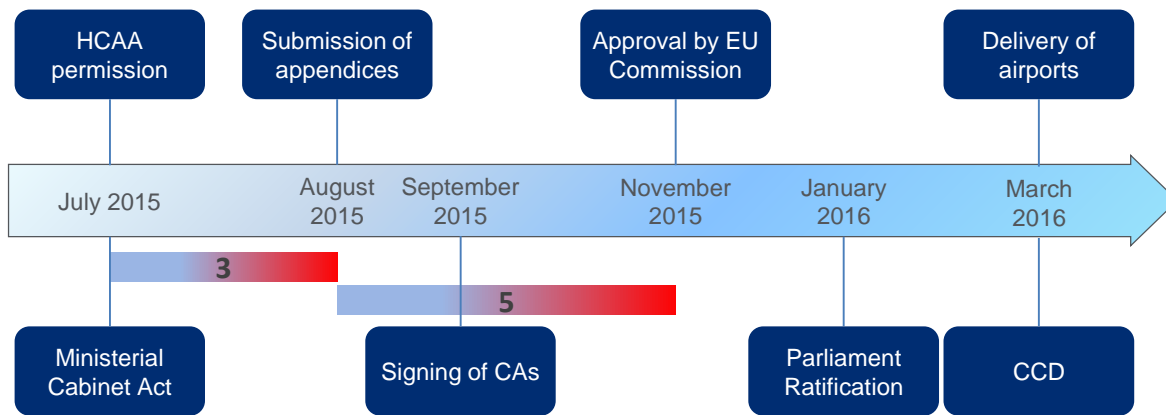 HCAA
permission
Submission of
appendices
Approval by EU
Commission
Delivery of
airports
July 2015
August
2015
September
2015
November
2015
January
2016
March
2016
3
5
Ministerial
Cabinet Act
Signing of CAs
Parliament
Ratification
CCD